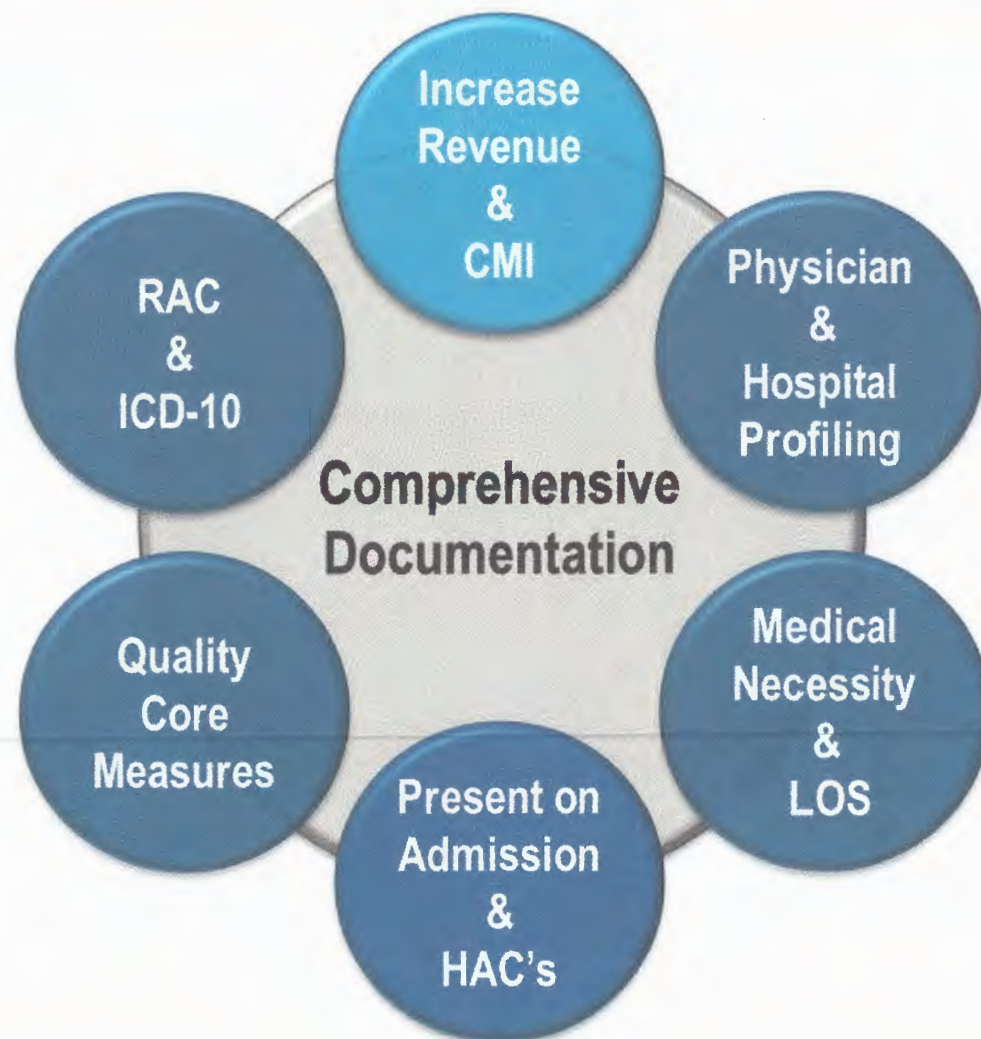 Increase
Revenue
&
CMI
Physician
&
Hospital
Profiling
Medical
Necessity
&
LOS
Present on
Admission
&
HAC's
Quality
Core
Measures
RAC
&
ICD-10
Comprehensive
Documentation